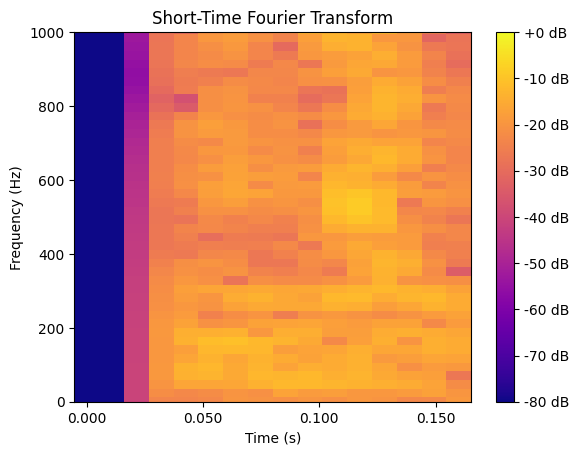 Short-Time Fourier Transform
Frequency (Hz)
1000
800
600
400
200
0
0.000
0.050
0.100
0.150
Time (s)
+0 dB
-10 dB
-20 dB
-30 dB
-40 dB
-50 dB
-60 dB
-70 dB
-80 dB